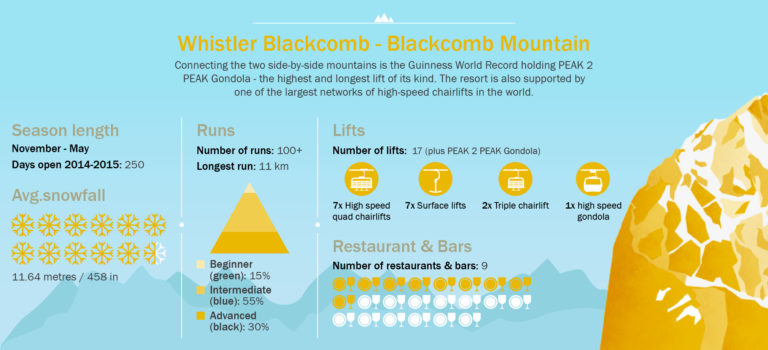 Whistler Blackcomb - Blackcomb Mountain
Connecting the two side-by-side mountains is the Guinness World Record holding PEAK 2
PEAK Gondola - the highest and longest lift of its kind. The resort is also supported by
one of the largest networks of high-speed chairlifts in the world.
Season length
November - May
Days open 2014-2015: 250
Avg.snowfall
11.64 metres / 458 in
Runs
Number of runs: 100+
Longest run: 11 km
Beginner
(green): 15%
Intermediate
(blue): 55%
Advanced
(black): 30%
Lifts
Number of lifts: 17 (plus PEAK 2 PEAK Gondola)
7x High speed
quad chairlifts
7x Surface lifts
2x Triple chairlift
1x high speed
gondola
Restaurant & Bars
Number of restaurants & bars: 9